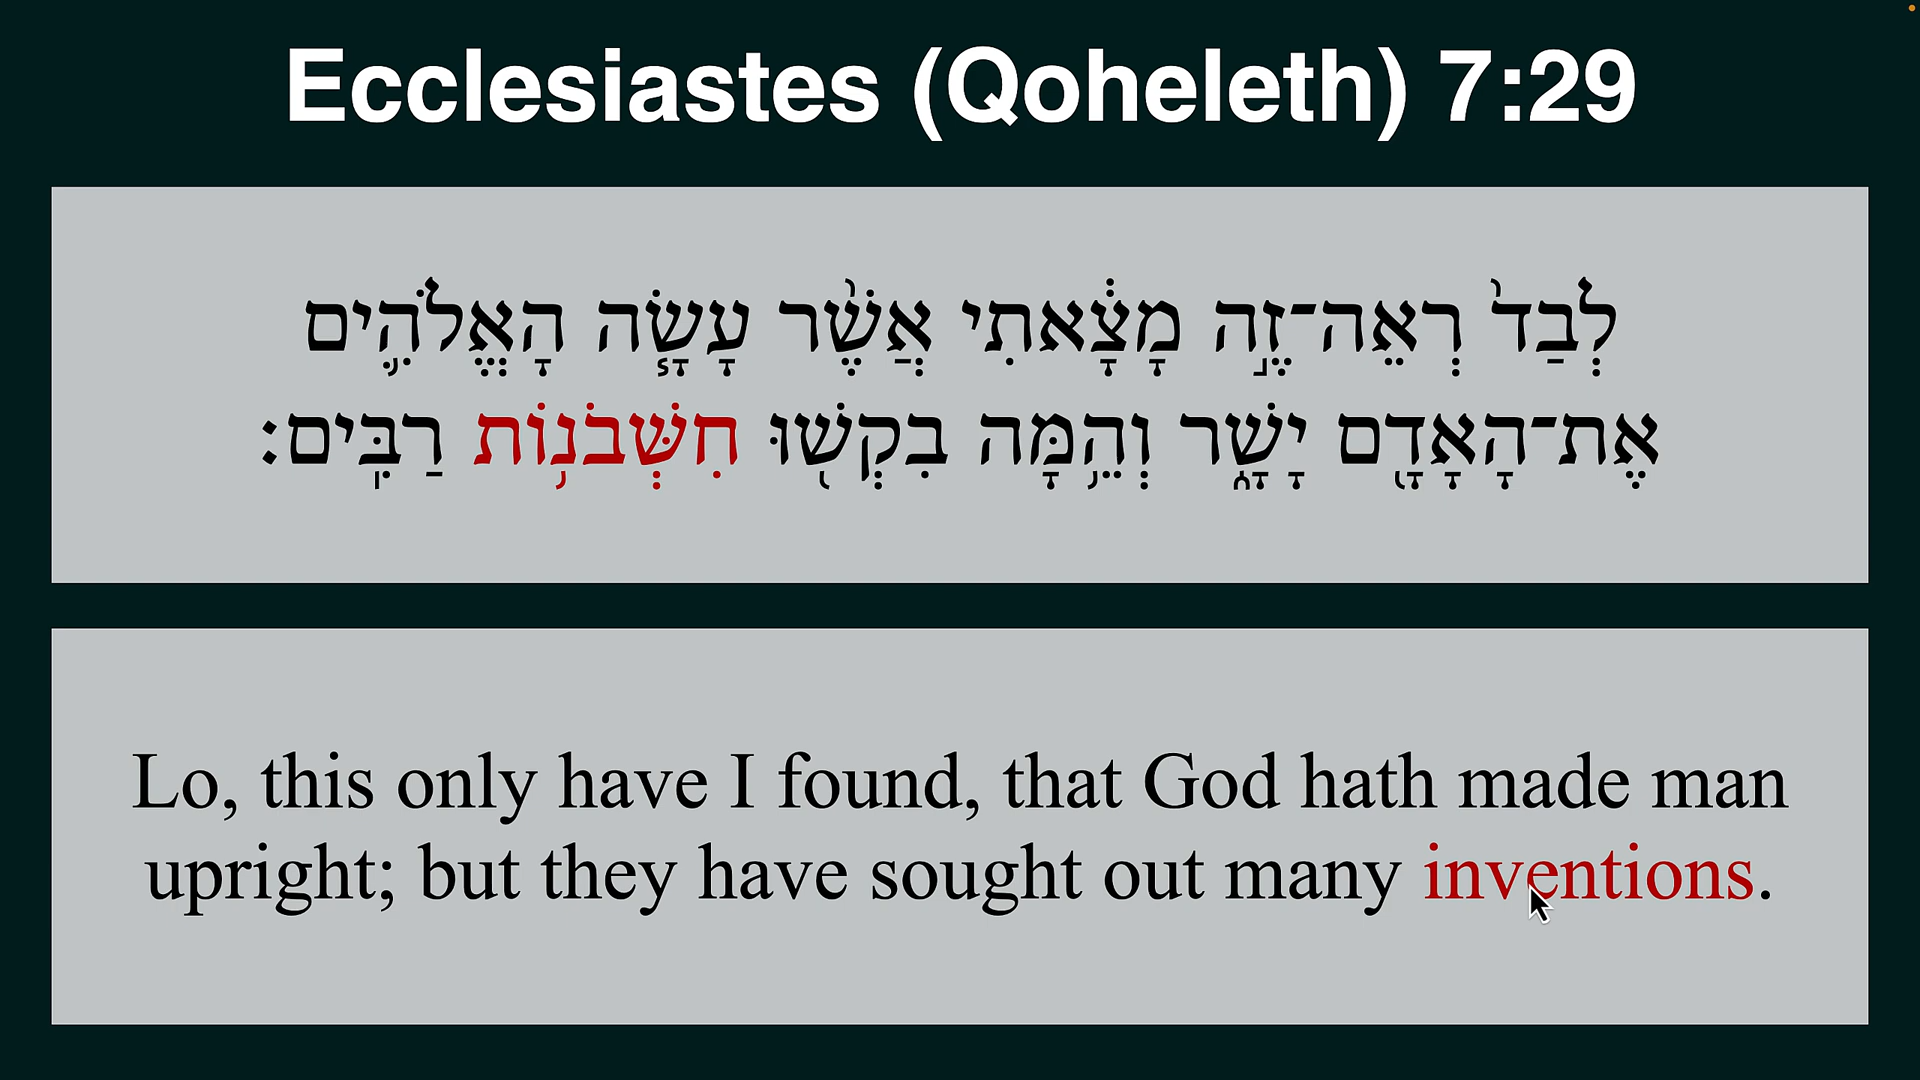 Ecclesiastes (Qoheleth) 7:29
לְבַד֙ רְאֵה־זֶ֣ה מָצָ֔אתִי אֲשֶׁ֨ר עָשָׂ֧ה הָאֱלֹהִ֛ים
אֶת־הָאָדָ֖ם יָשָׁ֑ר וְהֵ֥מָּה בִקְשׁ֖וּ חִשְּׁבֹנ֥וֹת רַבִּֽים׃
Lo, this only have I found, that God hath made man
upright; but they have sought out many inventions.